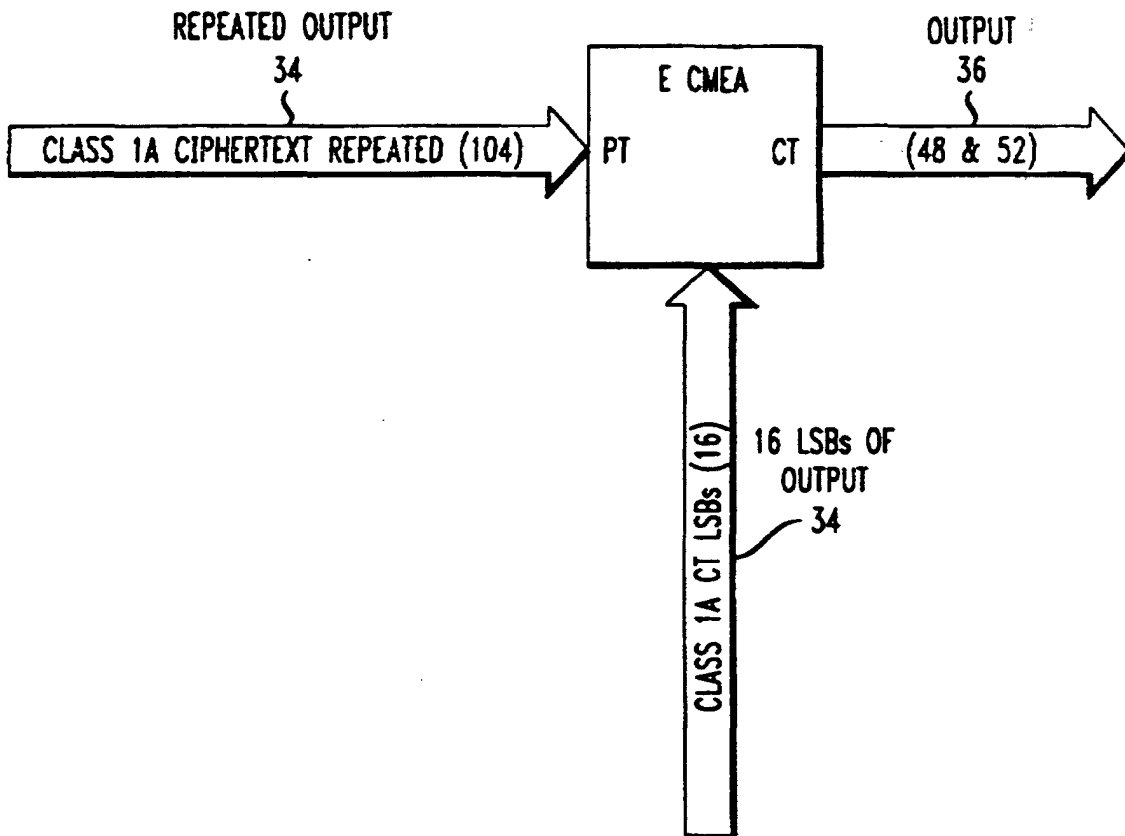 REPEATED OUTPUT
34
CLASS 1A CIPHERTEXT REPEATED (104)
E CMEA
PT
CT
OUTPUT
36
(48 & 52)
CLASS 1A CT LSBs (16)
16 LSBs OF
OUTPUT
34